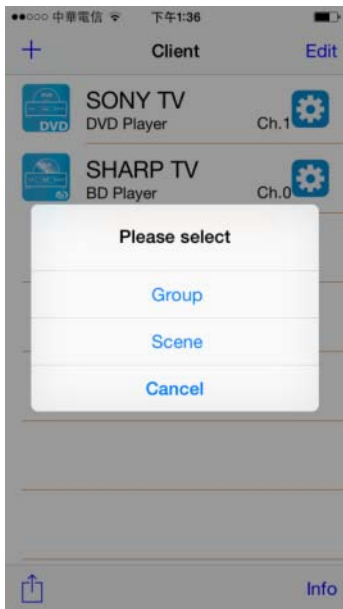 中華電信 下午1:36
+ Client Edit
SONY TV
DVD DVD Player Ch.1
SHARP TV
BD Player Ch.0
Please select
Group
Scene
Cancel
Info